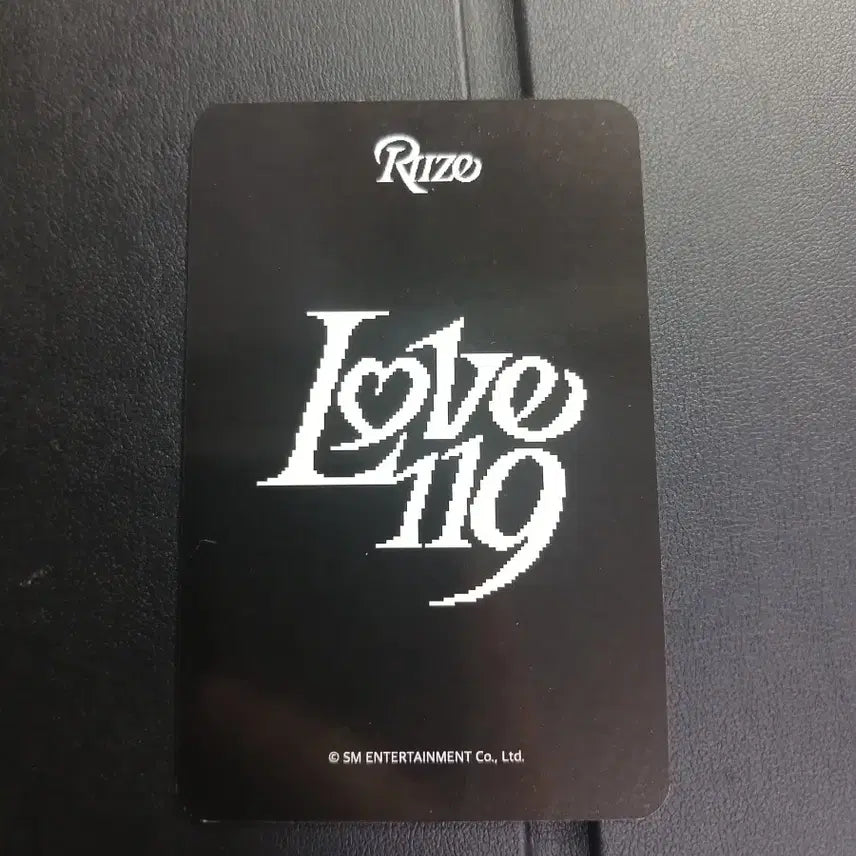 RIIZE
Love
119
© SM ENTERTAINMENT Co., Ltd.